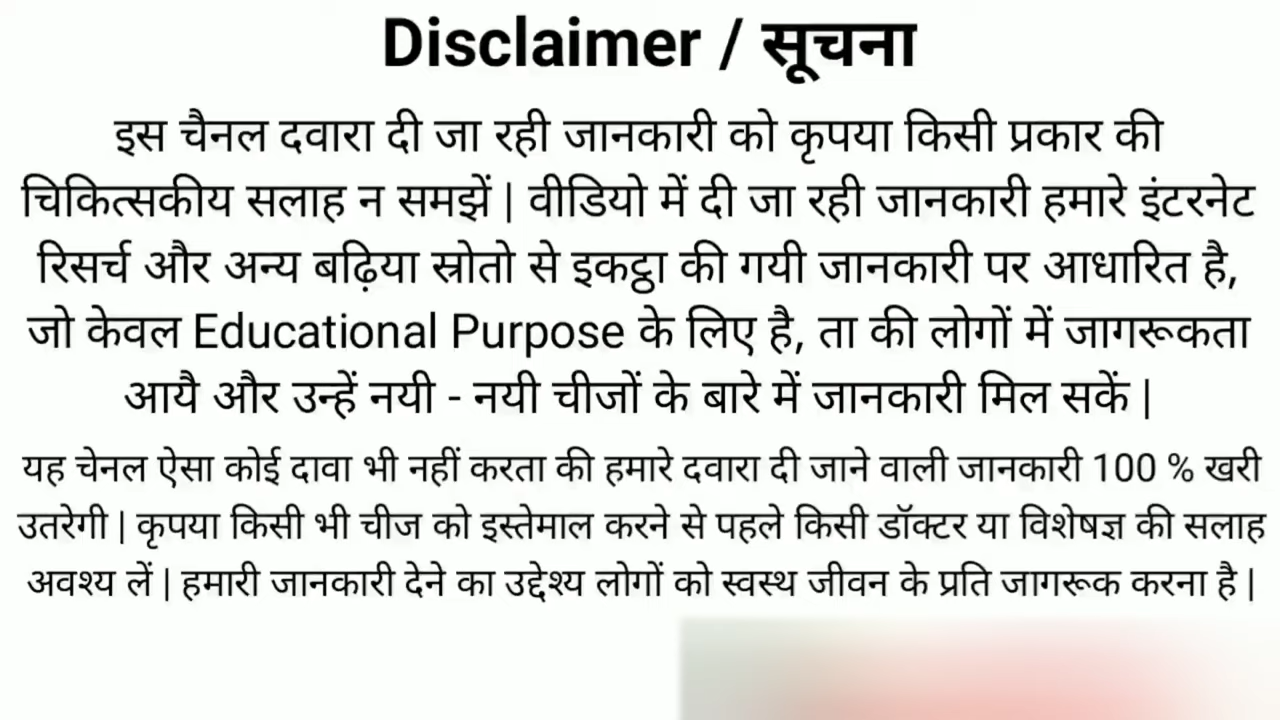 Disclaimer / सूचना
इस चैनल दवारा दी जा रही जानकारी को कृपया किसी प्रकार की
चिकित्सकीय सलाह न समझें | वीडियो में दी जा रही जानकारी हमारे इंटरनेट
रिसर्च और अन्य बढ़िया स्रोतो से इकट्ठा की गयी जानकारी पर आधारित है,
जो केवल Educational Purpose के लिए है, ता की लोगों में जागरूकता
आयै और उन्हें नयी - नयी चीजों के बारे में जानकारी मिल सकें |
यह चेनल ऐसा कोई दावा भी नहीं करता की हमारे दवारा दी जाने वाली जानकारी 100 % खरी
उतरेगी | कृपया किसी भी चीज को इस्तेमाल करने से पहले किसी डॉक्टर या विशेषज्ञ की सलाह
अवश्य लें | हमारी जानकारी देने का उद्देश्य लोगों को स्वस्थ जीवन के प्रति जागरूक करना है |